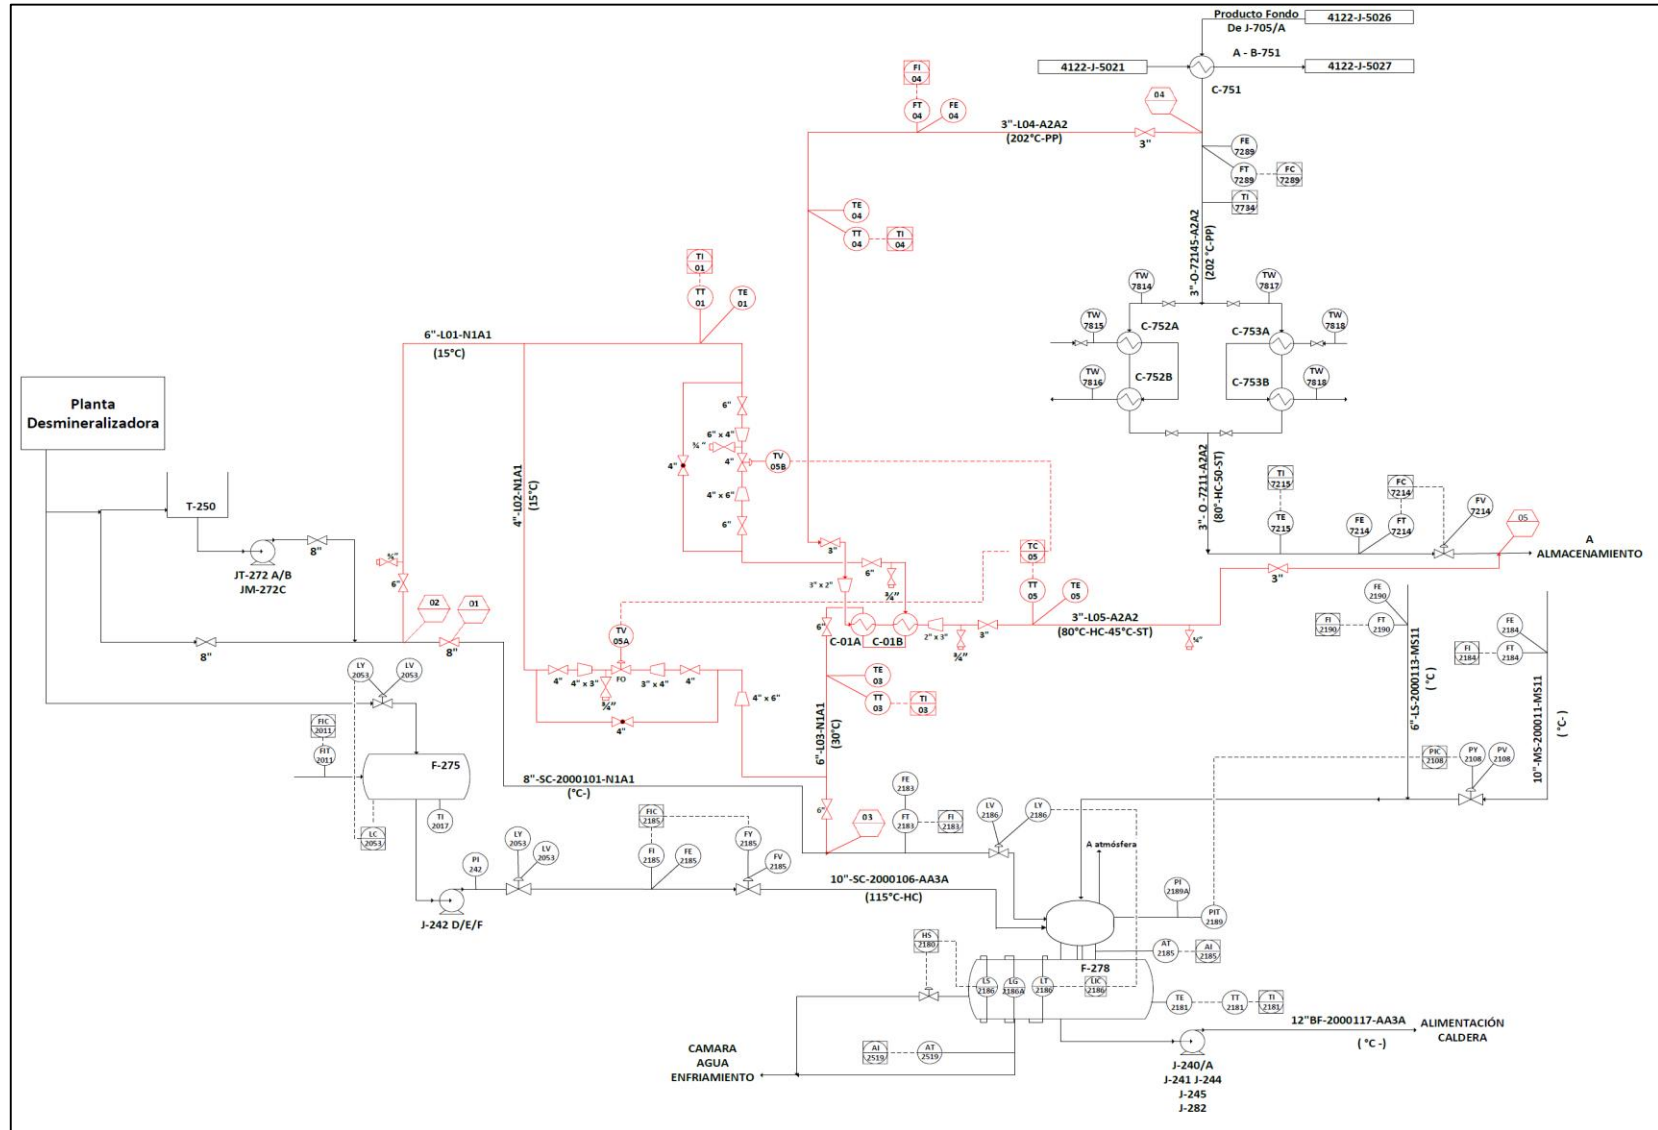 Producto Fondo
De J-705/A
4122-J-5026
A - B-751
4122-J-5021
4122-J-5027
C-751
FI
04
FT
04
FE
04
3"-L04-A2A2
(202°C-PP)
3"
04
FE
7289
FT
7289
FC
7289
TI
7734
3"-O-72145-A2A2
(202 °C-PP)
TE
04
TT
04
TI
04
TI
01
TT
01
TE
01
6"-L01-N1A1
(15°C)
TW
7814
TW
7817
TW
7815
C-752A
C-753A
TW
7818
TW
7816
C-752B
C-753B
TW
7818
Planta
Desmineralizadora
6"
6" x 4"
¾ "
4"
4"
TV
05B
4" x 6"
6"
4"-L02-N1A1
(15°C)
3"- O -7211-A2A2
(80°-HC-50-ST)
TI
7215
TE
7215
FE
7214
FC
7214
FT
7214
FV
7214
05
A
ALMACENAMIENTO
T-250
8"
JT-272 A/B
JM-272C
¾"
6"
02
01
8"
8"
3"
3" x 2"
6"
¾"
TC
05
TT
05
TE
05
3"
3"-L05-A2A2
(80°C-HC-45°C-ST)
6"
C-01A
C-01B
2" x 3"
¾"
3"
¾"
TV
05A
FO
4"
4" x 3"
¾"
3" x 4"
4"
4"
4" x 6"
TE
03
TT
03
TI
03
6"-L03-N1A1
(30°C)
6"
03
FE
2190
FI
2190
FT
2190
FE
2184
FI
2184
FT
2184
6"-LS-2000113-MS11
( °C)
10"-MS-200011-MS11
( °C- )
LY
2053
LV
2053
FIC
2011
FIT
2011
F-275
TI
2017
LC
2053
8"-SC-2000101-N1A1
(°C-)
FE
2183
FT
2183
FI
2183
LV
2186
LY
2186
PIC
2108
PY
2108
PV
2108
PI
242
LY
2053
LV
2053
FIC
2185
FI
2185
FE
2185
FY
2185
FV
2185
J-242 D/E/F
10"-SC-2000106-AA3A
(115°C-HC)
A atmósfera
PI
2189A
PIT
2189
AT
2185
AI
2185
HS
2180
F-278
LS
2186
LG
2186A
LT
2186
LIC
2186
TE
2181
TT
2181
TI
2181
AI
2519
AT
2519
CAMARA
AGUA
ENFRIAMIENTO
12"BF-2000117-AA3A
( °C -)
ALIMENTACIÓN
CALDERA
J-240/A
J-241 J-244
J-245
J-282